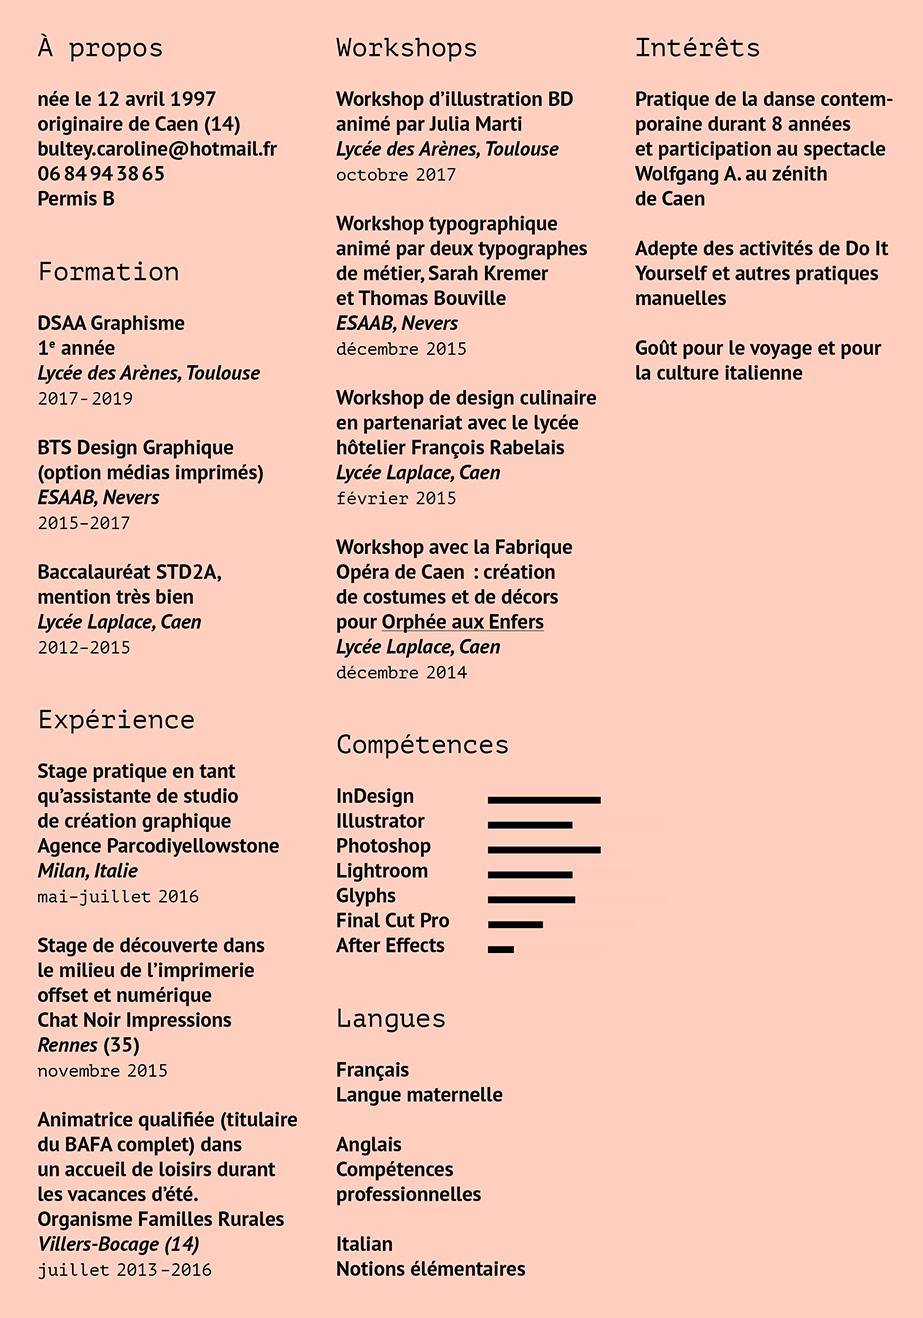 À propos
née le 12 avril 1997
originaire de Caen (14)
bultey.caroline@hotmail.fr
06 84 94 38 65
Permis B
Formation
DSAA Graphisme
1e année
Lycée des Arènes, Toulouse
2017-2019
BTS Design Graphique
(option médias imprimés)
ESAAB, Nevers
2015–2017
Baccalauréat STD2A,
mention très bien
Lycée Laplace, Caen
2012–2015
Expérience
Stage pratique en tant
qu’assistante de studio
de création graphique
Agence Parcodiyellowstone
Milan, Italie
mai–juillet 2016
Stage de découverte dans
le milieu de l’imprimerie
offset et numérique
Chat Noir Impressions
Rennes (35)
novembre 2015
Animatrice qualifiée (titulaire
du BAFA complet) dans
un accueil de loisirs durant
les vacances d’été.
Organisme Familles Rurales
Villers-Bocage (14)
juillet 2013–2016
Workshops
Workshop d’illustration BD
animé par Julia Marti
Lycée des Arènes, Toulouse
octobre 2017
Workshop typographique
animé par deux typographes
de métier, Sarah Kremer
et Thomas Bouville
ESAAB, Nevers
décembre 2015
Workshop de design culinaire
en partenariat avec le lycée
hôtelier François Rabelais
Lycée Laplace, Caen
février 2015
Workshop avec la Fabrique
Opéra de Caen : création
de costumes et de décors
pour Orphée aux Enfers
Lycée Laplace, Caen
décembre 2014
Compétences
InDesign
Illustrator
Photoshop
Lightroom
Glyphs
Final Cut Pro
After Effects
Langues
Français
Langue maternelle
Anglais
Compétences
professionnelles
Italian
Notions élémentaires
Intérêts
Pratique de la danse contem-
poraine durant 8 années
et participation au spectacle
Wolfgang A. au zénith
de Caen
Adepte des activités de Do It
Yourself et autres pratiques
manuelles
Goût pour le voyage et pour
la culture italienne